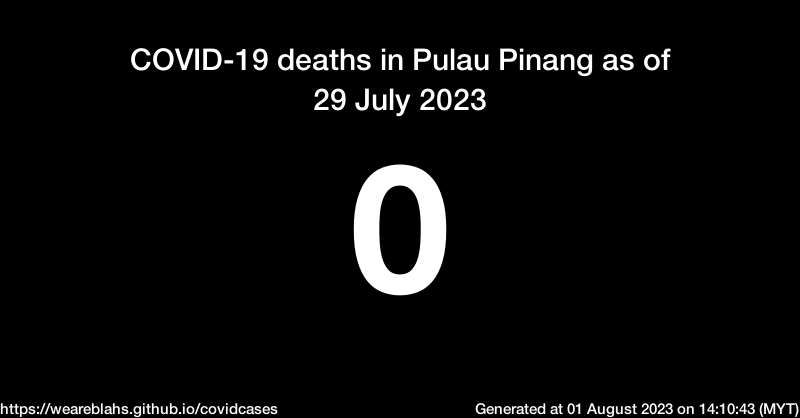 COVID-19 deaths in Pulau Pinang as of
29 July 2023
0
https://weareblahs.github.io/covidcases
Generated at 01 August 2023 on 14:10:43 (MYT)